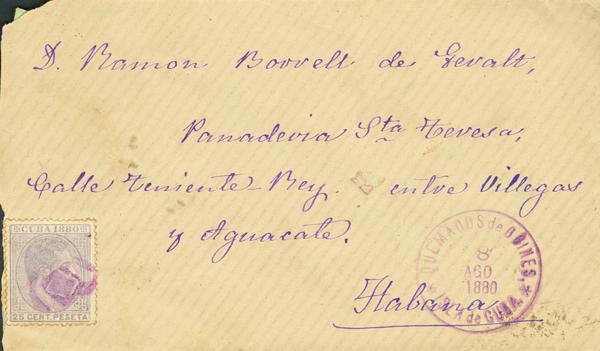 D. Ramon Borrell de Gevalt,
Panaderia Sta Teresa,
Calle Teniente-Rey. entre Villegas
y Aguacate.
Habana
CUBA 1880
25 CENT. PESETA
QUEMADOS de GÜINES,
8
AGO
1880
de CUBA.